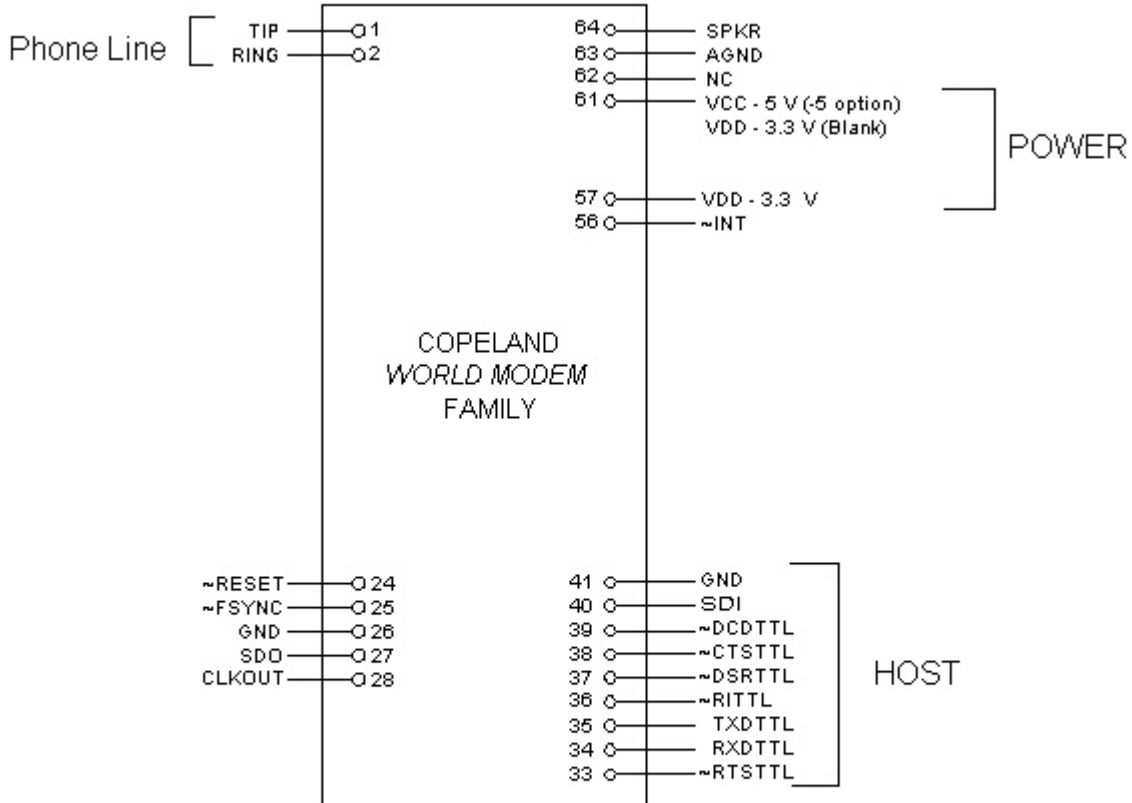 Phone Line
TIP 1
RING 2
64 SPKR
63 AGND
62 NC
61 VCC - 5 V (-5 option)
VDD - 3.3 V (Blank)
POWER
57 VDD - 3.3 V
56 ~INT
COPELAND
WORLD MODEM
FAMILY
~RESET 24
~FSYNC 25
GND 26
SDO 27
CLKOUT 28
41 GND
40 SDI
39 ~DCDTTL
38 ~CTSTTL
37 ~DSRTTL
36 ~RITTL
35 TXDTTL
34 RXDTTL
33 ~RTSTTL
HOST